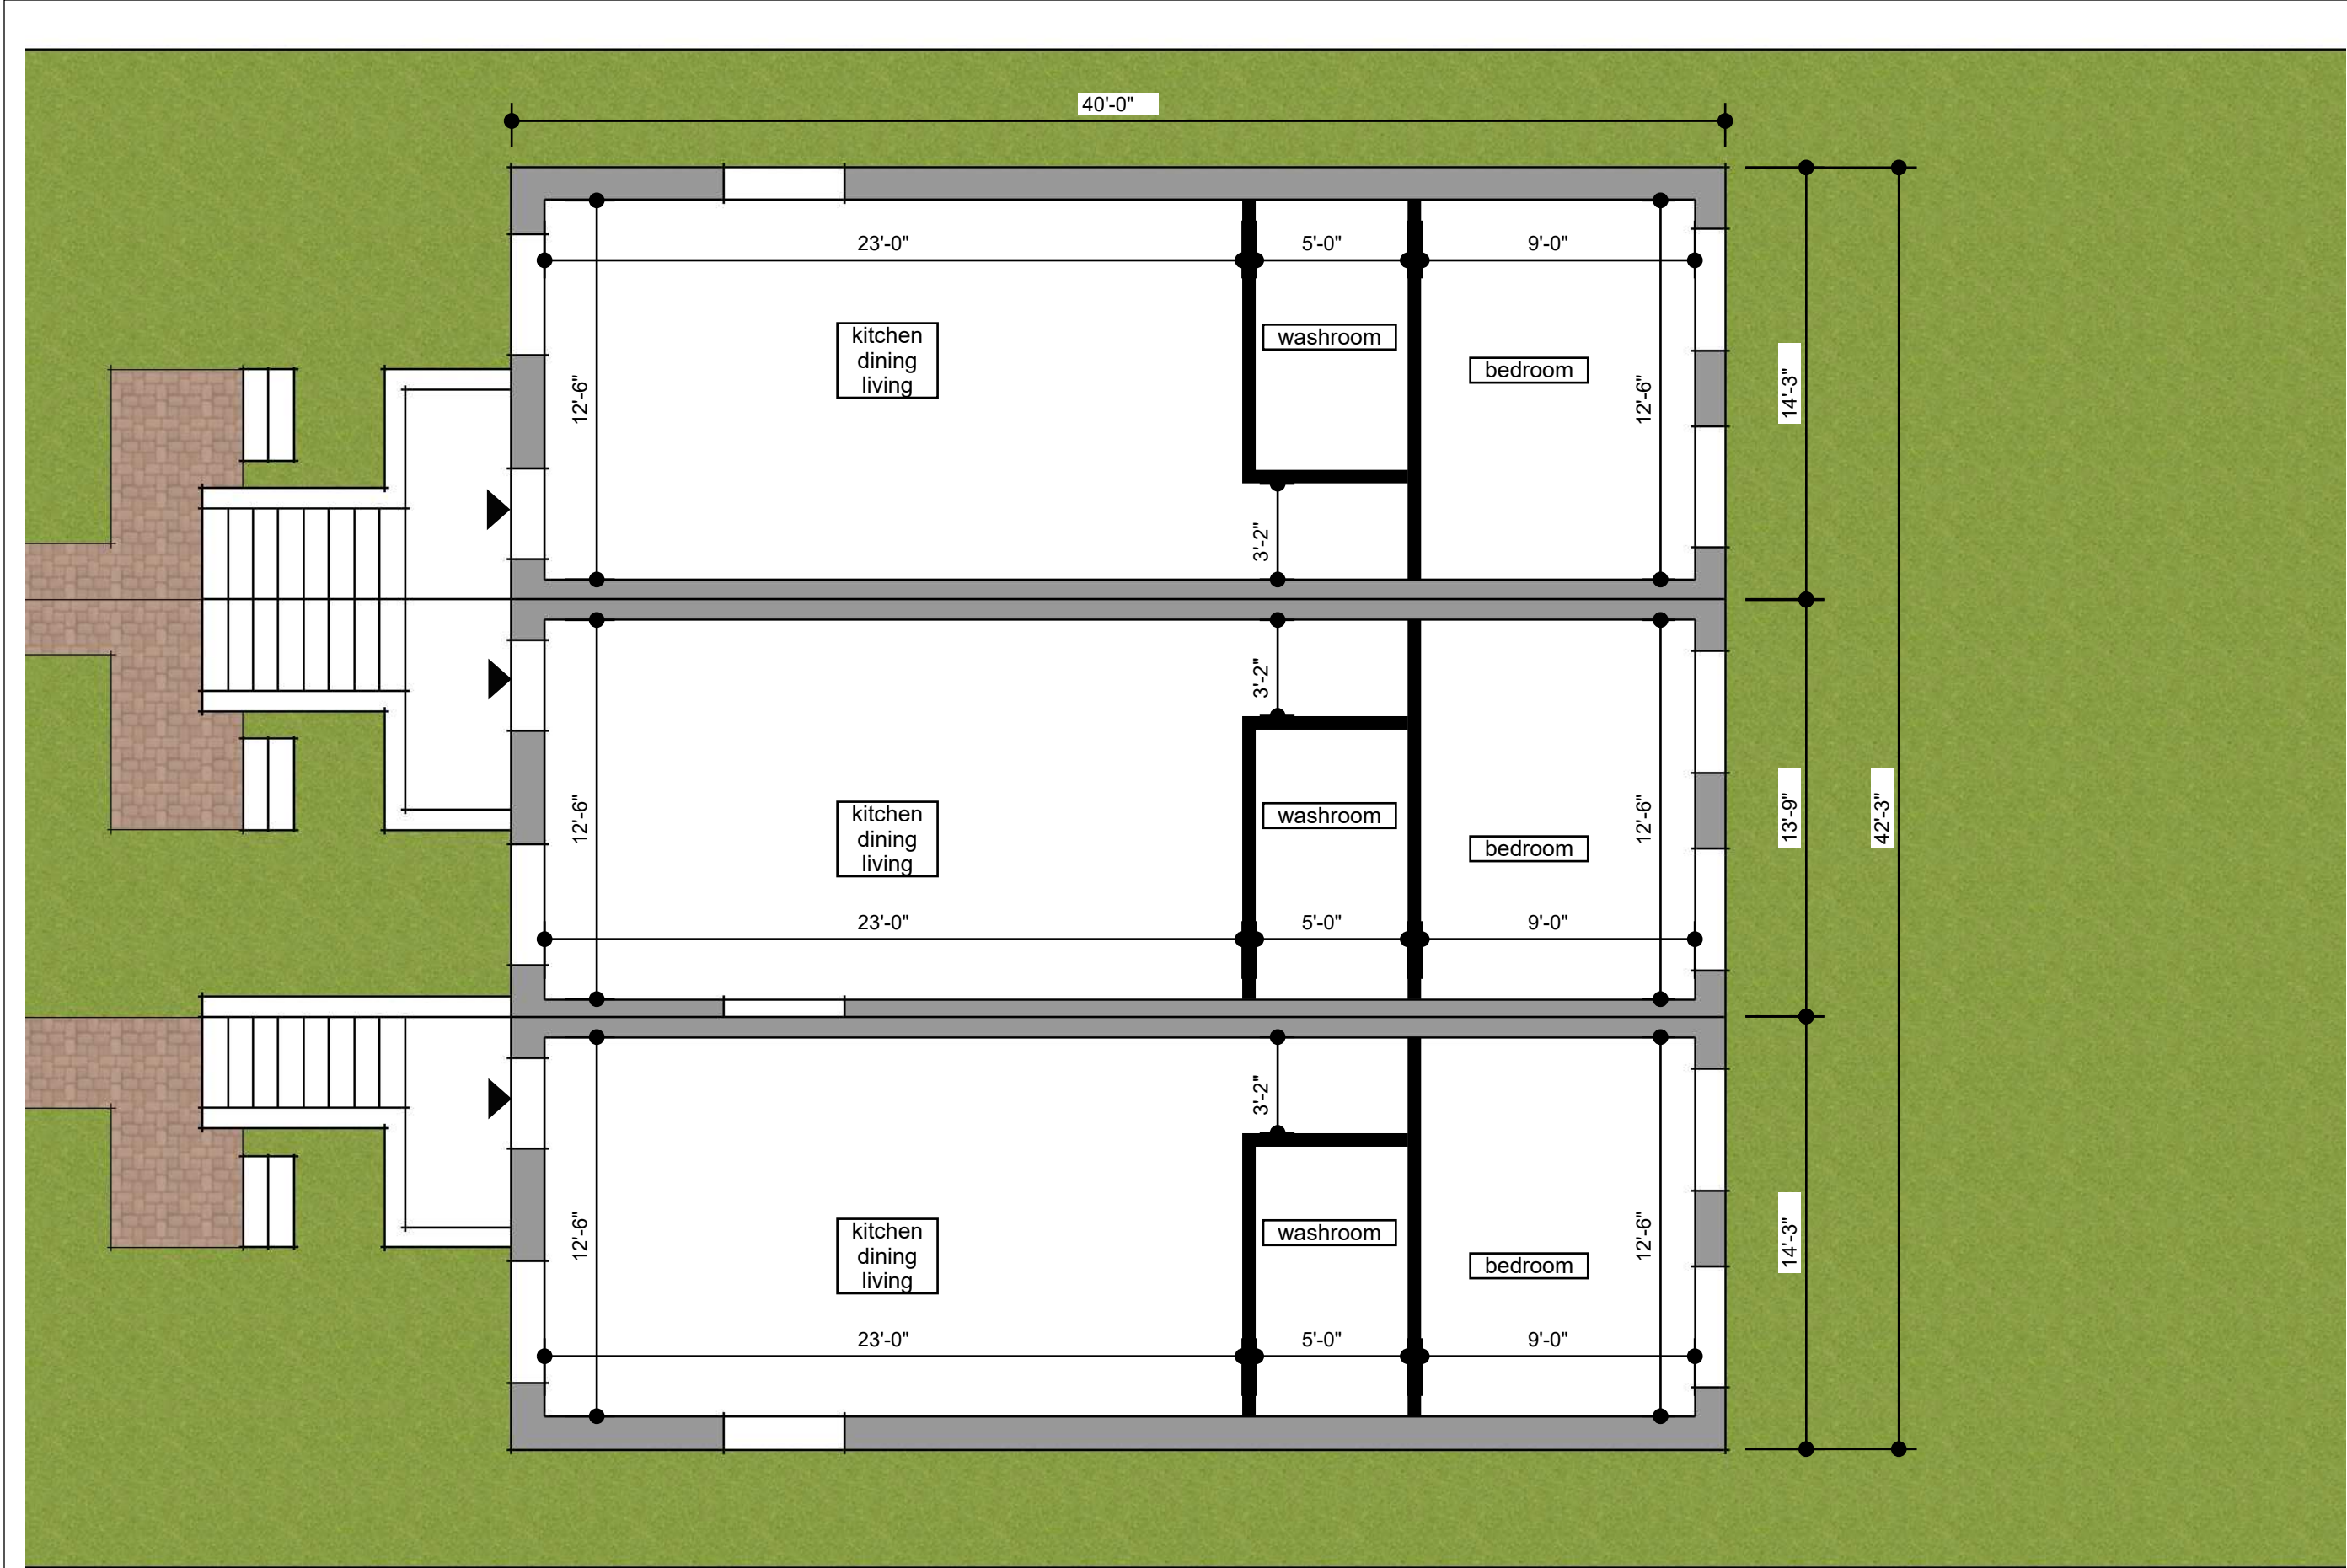 40'-0"
23'-0"
5'-0"
9'-0"
kitchen
dining
living
washroom
bedroom
12'-6"
12'-6"
14'-3"
3'-2"
3'-2"
kitchen
dining
living
washroom
bedroom
12'-6"
12'-6"
13'-9"
42'-3"
23'-0"
5'-0"
9'-0"
3'-2"
kitchen
dining
living
washroom
bedroom
12'-6"
12'-6"
14'-3"
23'-0"
5'-0"
9'-0"